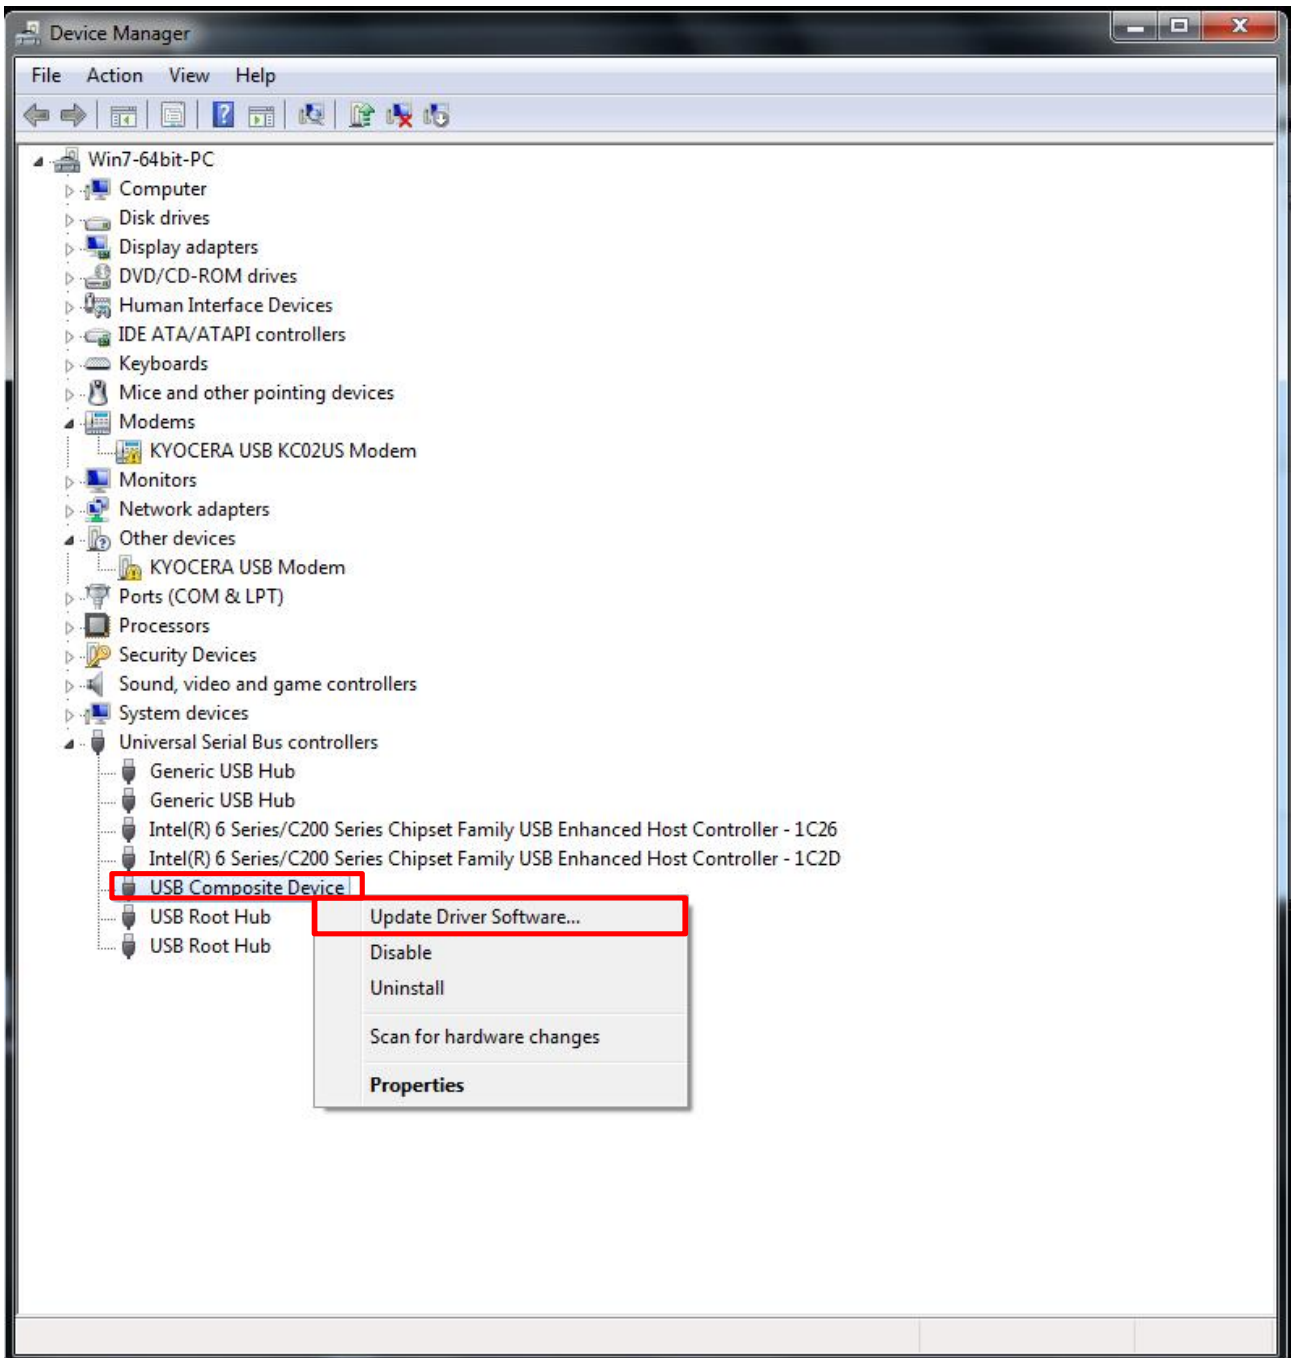 Device Manager
File Action View Help
Win7-64bit-PC
Computer
Disk drives
Display adapters
DVD/CD-ROM drives
Human Interface Devices
IDE ATA/ATAPI controllers
Keyboards
Mice and other pointing devices
Modems
KYOCERA USB KC02US Modem
Monitors
Network adapters
Other devices
KYOCERA USB Modem
Ports (COM & LPT)
Processors
Security Devices
Sound, video and game controllers
System devices
Universal Serial Bus controllers
Generic USB Hub
Generic USB Hub
Intel(R) 6 Series/C200 Series Chipset Family USB Enhanced Host Controller - 1C26
Intel(R) 6 Series/C200 Series Chipset Family USB Enhanced Host Controller - 1C2D
USB Composite Device
USB Root Hub
USB Root Hub
Update Driver Software...
Disable
Uninstall
Scan for hardware changes
Properties